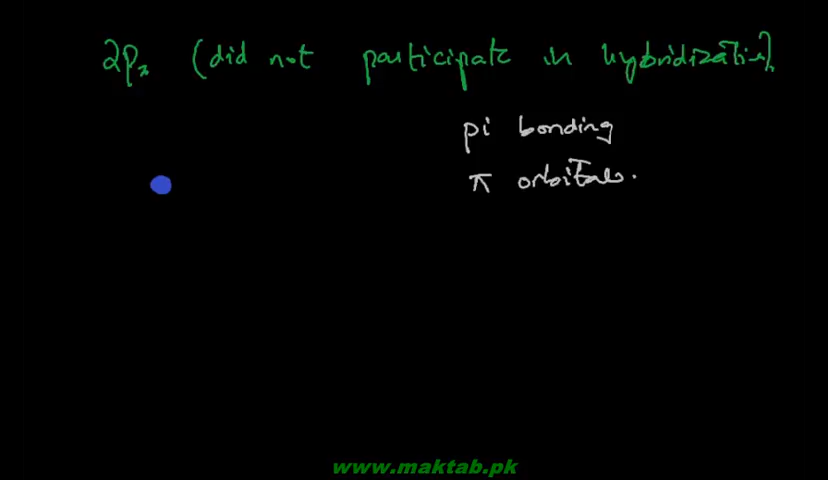 2pz (did not participate in hybridization)
pi bonding
π orbitals.
www.maktab.pk